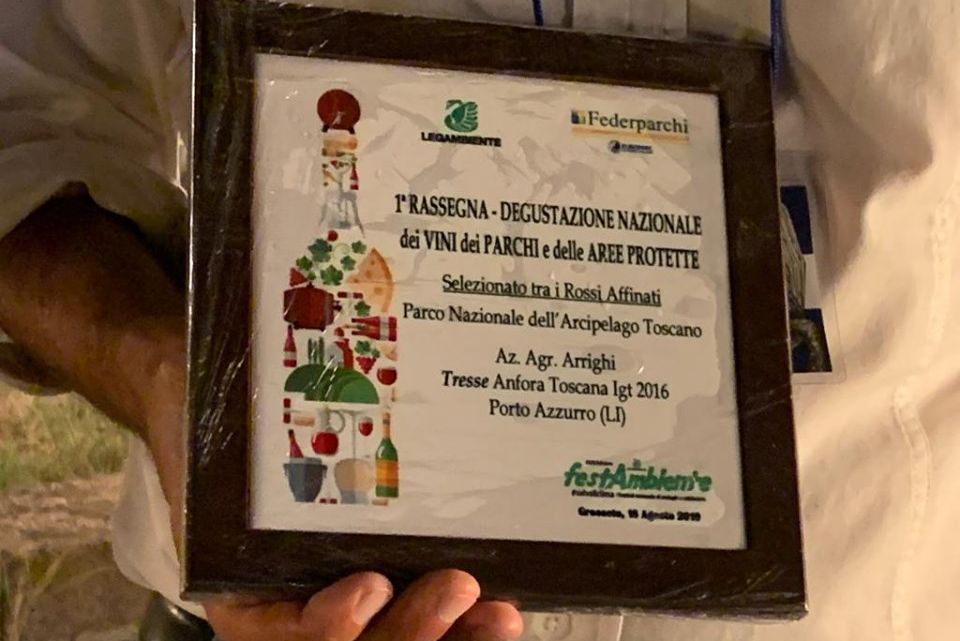 LEGAMBIENTE
Federparchi
1ª RASSEGNA - DEGUSTAZIONE NAZIONALE
dei VINI dei PARCHI e delle AREE PROTETTE
Selezionato tra i Rossi Affinati
Parco Nazionale dell'Arcipelago Toscano
Az. Agr. Arrighi
Tresse Anfora Toscana Igt 2016
Porto Azzurro (LI)
festAmbiente
Grosseto, 15 Agosto 2019